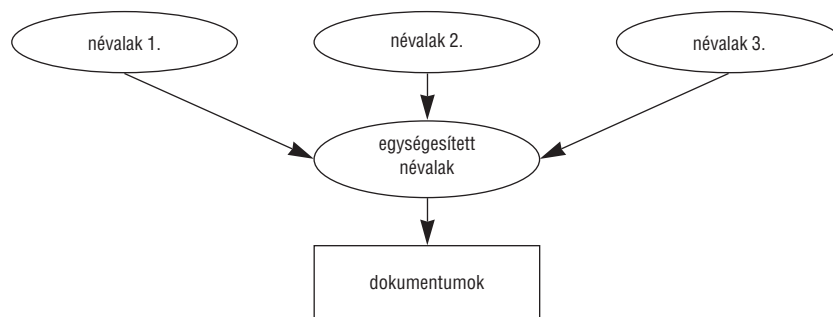 névalak 1.
névalak 2.
névalak 3.
egységesített
névalak
dokumentumok